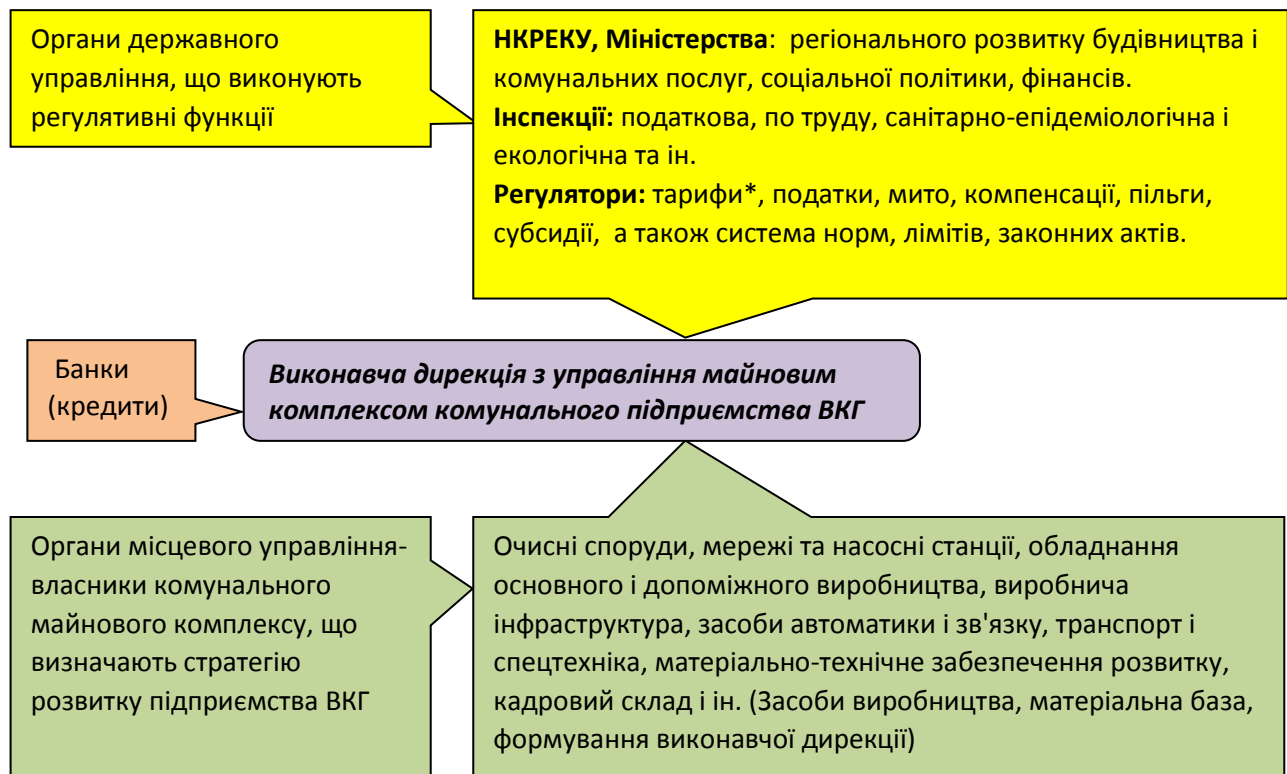 Органи державного
управління, що виконують
регулятивні функції
НКРЕКУ, Міністерства: регіонального розвитку будівництва і
комунальних послуг, соціальної політики, фінансів.
Інспекції: податкова, по труду, санітарно-епідеміологічна і
екологічна та ін.
Регулятори: тарифи*, податки, мито, компенсації, пільги,
субсидії, а також система норм, лімітів, законних актів.
Банки
(кредити)
Виконавча дирекція з управління майновим
комплексом комунального підприємства ВКГ
Органи місцевого управління-
власники комунального
майнового комплексу, що
визначають стратегію
розвитку підприємства ВКГ
Очисні споруди, мережі та насосні станції, обладнання
основного і допоміжного виробництва, виробнича
інфраструктура, засоби автоматики і зв'язку, транспорт і
спецтехніка, матеріально-технічне забезпечення розвитку,
кадровий склад і ін. (Засоби виробництва, матеріальна база,
формування виконавчої дирекції)